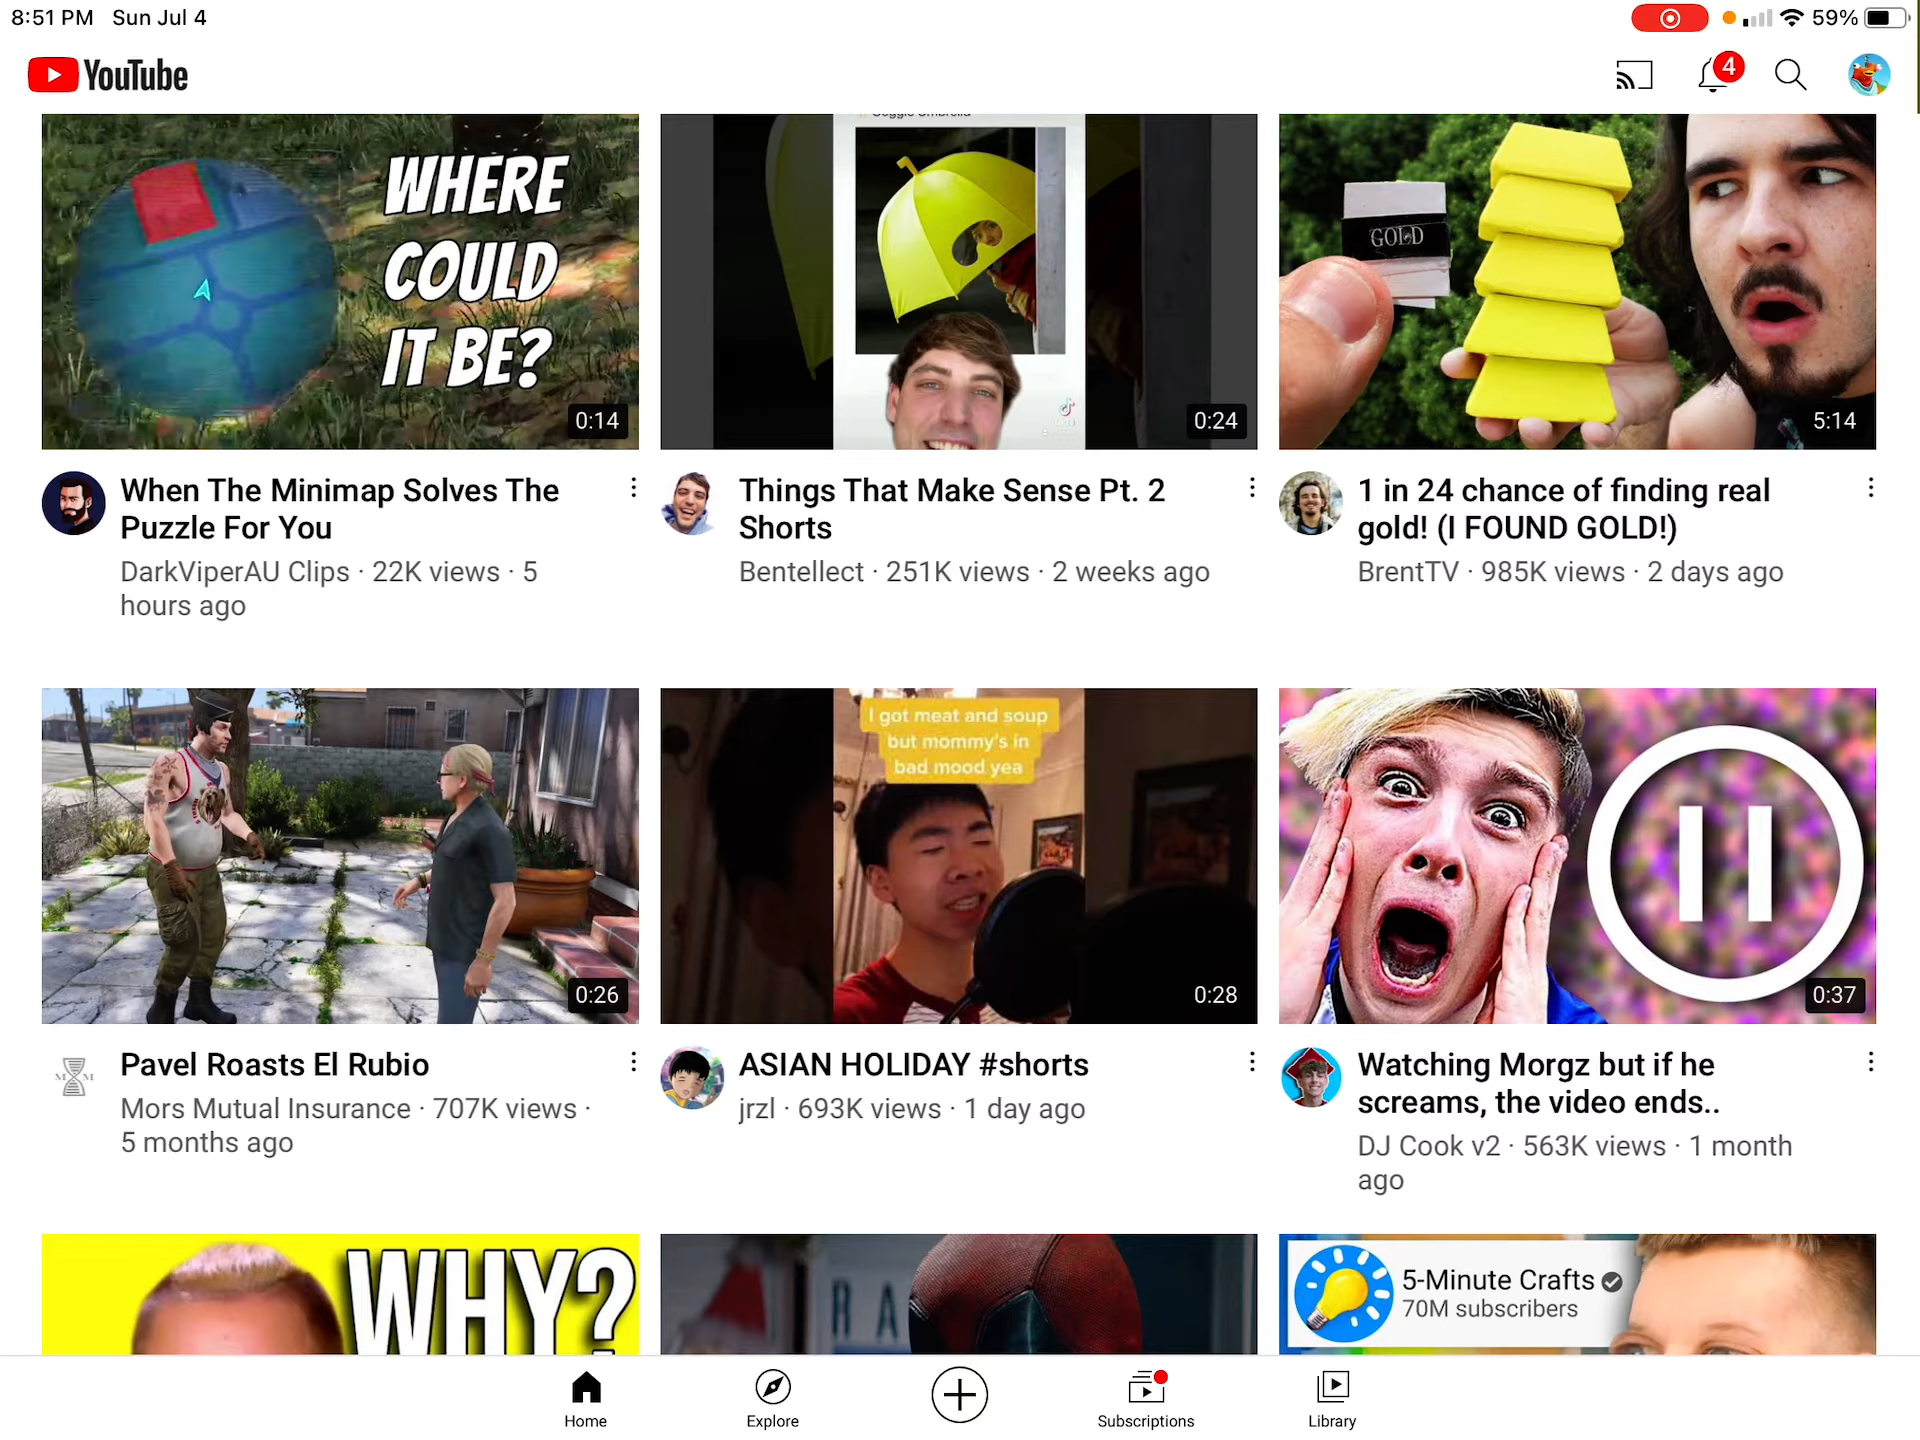 8:51 PM Sun Jul 4
59%
YouTube
4
WHERE
COULD
IT BE?
0:14
0:24
GOLD
5:14
When The Minimap Solves The
Puzzle For You
DarkViperAU Clips · 22K views · 5
hours ago
Things That Make Sense Pt. 2
Shorts
Bentellect · 251K views · 2 weeks ago
1 in 24 chance of finding real
gold! (I FOUND GOLD!)
BrentTV · 985K views · 2 days ago
0:26
I got meat and soup
but mommy's in
bad mood yea
0:28
0:37
Pavel Roasts El Rubio
Mors Mutual Insurance · 707K views ·
5 months ago
ASIAN HOLIDAY #shorts
jrzl · 693K views · 1 day ago
Watching Morgz but if he
screams, the video ends..
DJ Cook v2 · 563K views · 1 month
ago
WHY?
RA
5-Minute Crafts
70M subscribers
Home
Explore
Subscriptions
Library